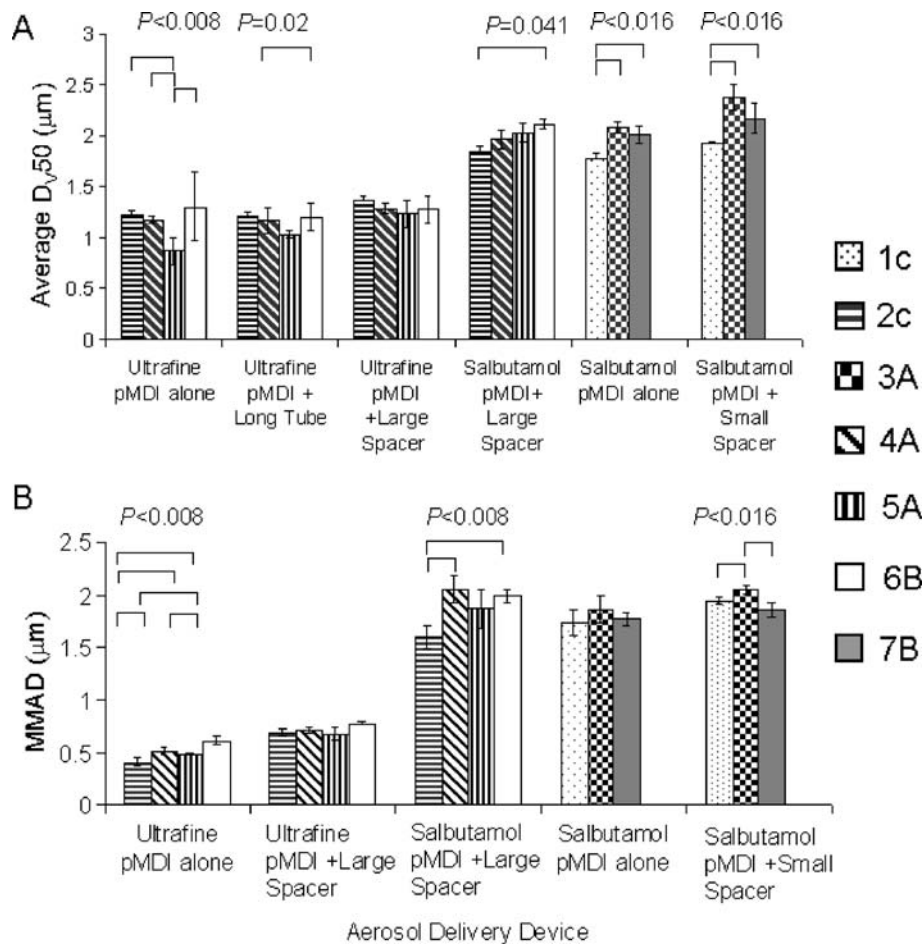 A
P<0.008
P=0.02
P=0.041
P<0.016
P<0.016
Average Dv50 (μm)
3
2.5
2
1.5
1
0.5
0
Ultrafine
pMDI alone
Ultrafine
pMDI +
Long Tube
Ultrafine
pMDI
+Large
Spacer
Salbutamol
pMDI+
Large
Spacer
Salbutamol
pMDI alone
Salbutamol
pMDI +
Small
Spacer
1c
2c
3A
4A
5A
6B
7B
B
P<0.008
P<0.008
P<0.016
MMAD (μm)
2.5
2
1.5
1
0.5
0
Ultrafine
pMDI alone
Ultrafine
pMDI +Large
Spacer
Salbutamol
pMDI +Large
Spacer
Salbutamol
pMDI alone
Salbutamol
pMDI +Small
Spacer
Aerosol Delivery Device